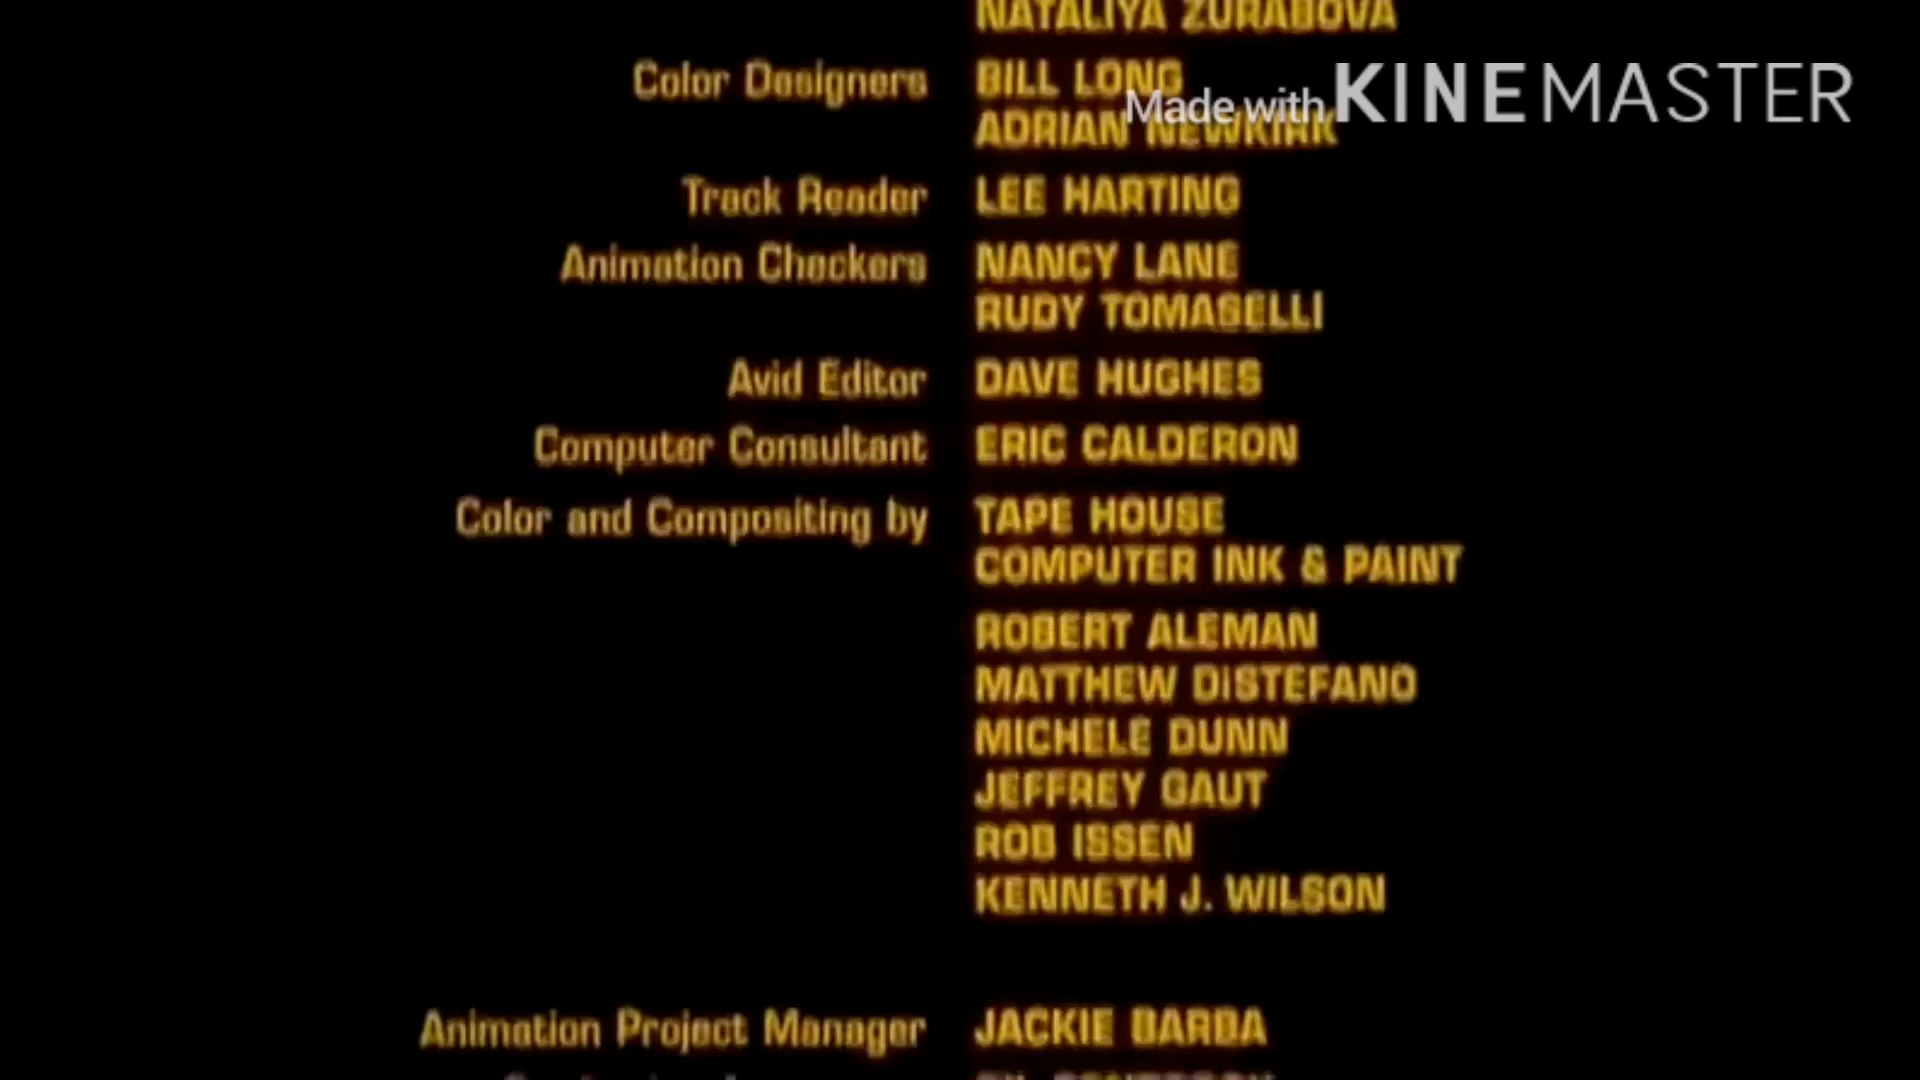 NATALIYA ZURABOVA
Color Designers BILL LONG
Made with KINEMASTER
ADRIAN NEWKIRK
Track Reader LEE HARTING
Animation Checkers NANCY LANE
RUDY TOMASELLI
Avid Editor DAVE HUGHES
Computer Consultant ERIC CALDERON
Color and Compositing by TAPE HOUSE
COMPUTER INK & PAINT
ROBERT ALEMAN
MATTHEW DiSTEFANO
MICHELE DUNN
JEFFREY GAUT
ROB ISSEN
KENNETH J. WILSON
Animation Project Manager JACKIE BARBA